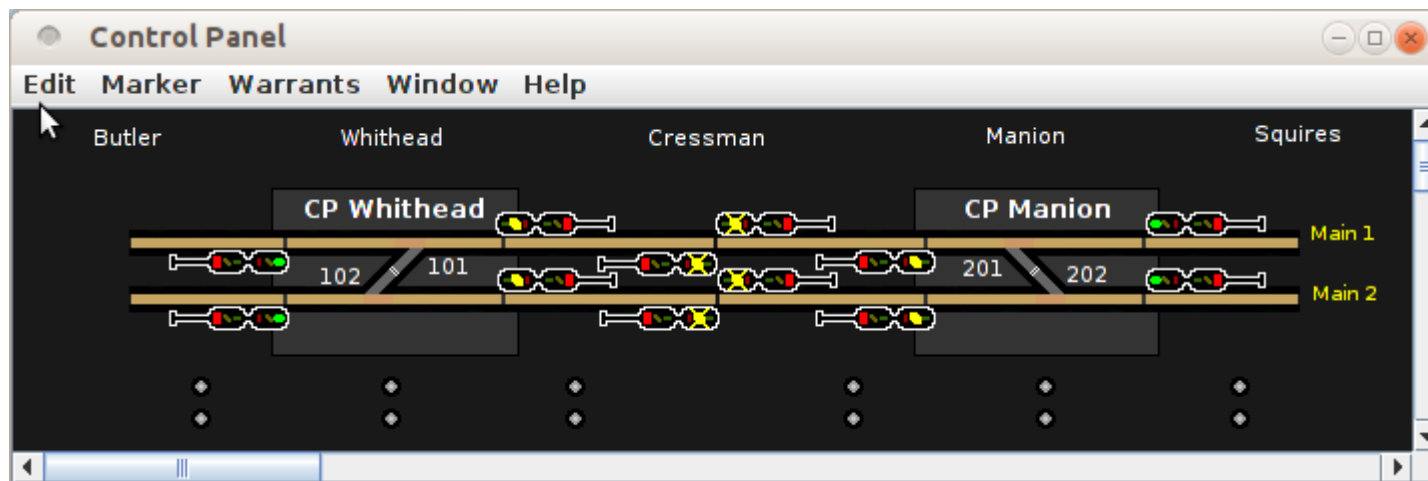 Control Panel
Edit Marker Warrants Window Help
Butler Whithead Cressman Manion Squires
CP Whithead CP Manion
Main 1
102 101 201 202
Main 2